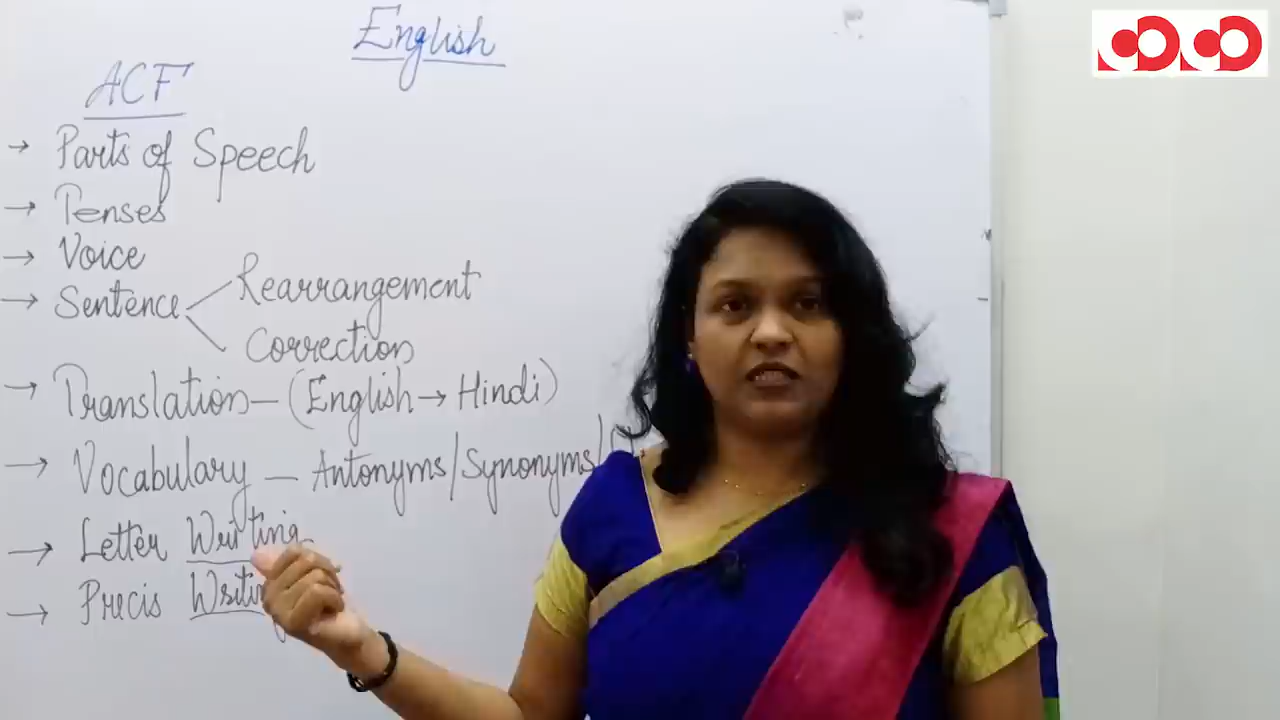 English
ACF
→ Parts of Speech
→ Tenses
→ Voice
→ Sentence
Rearrangement
Correction
→ Translation – (English → Hindi)
→ Vocabulary – Antonyms/Synonyms/
→ Letter Writing
→ Precis